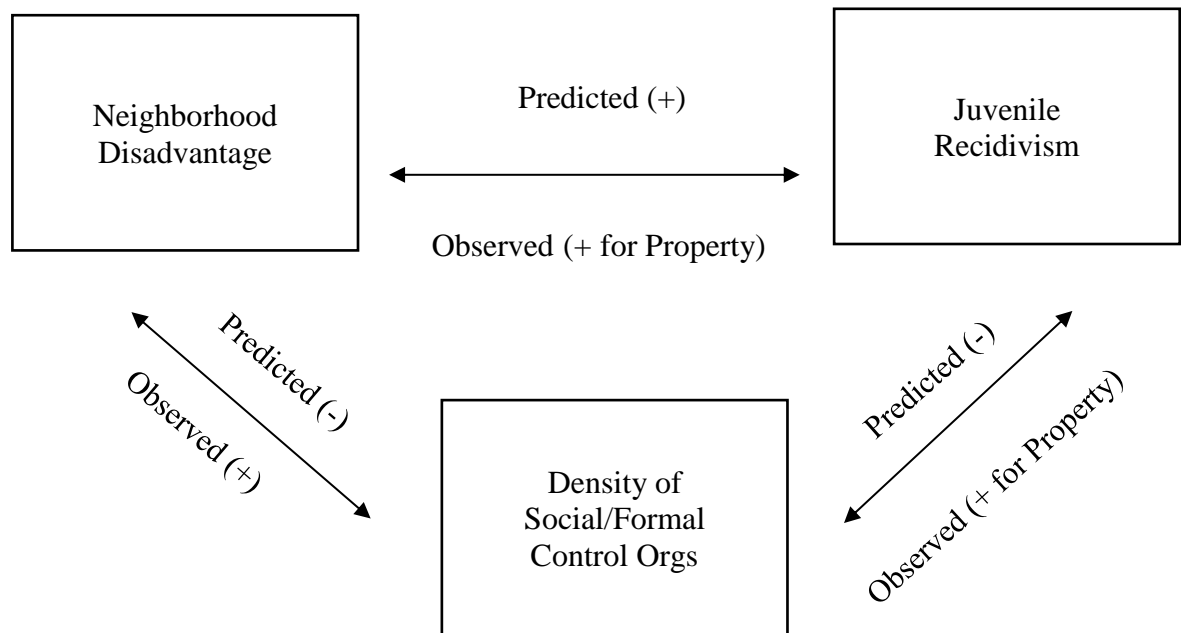 Neighborhood
Disadvantage
Predicted (+)
Observed (+ for Property)
Juvenile
Recidivism
Predicted (-)
Observed (+)
Density of
Social/Formal
Control Orgs
Predicted (-)
Observed (+ for Property)